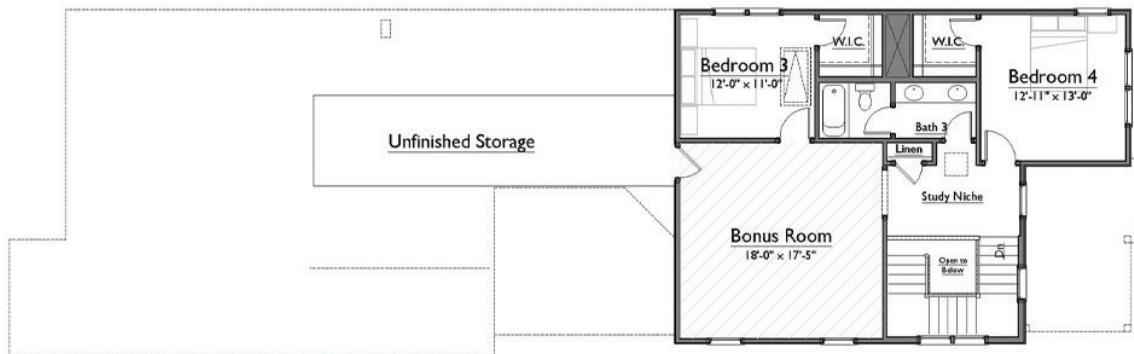 W.I.C.
W.I.C.
Bedroom 3
12'-0" x 11'-0"
Bedroom 4
12'-11" x 13'-0"
Bath 3
Unfinished Storage
Linen
Study Niche
Bonus Room
18'-0" x 17'-5"
Dn
Open to
Below